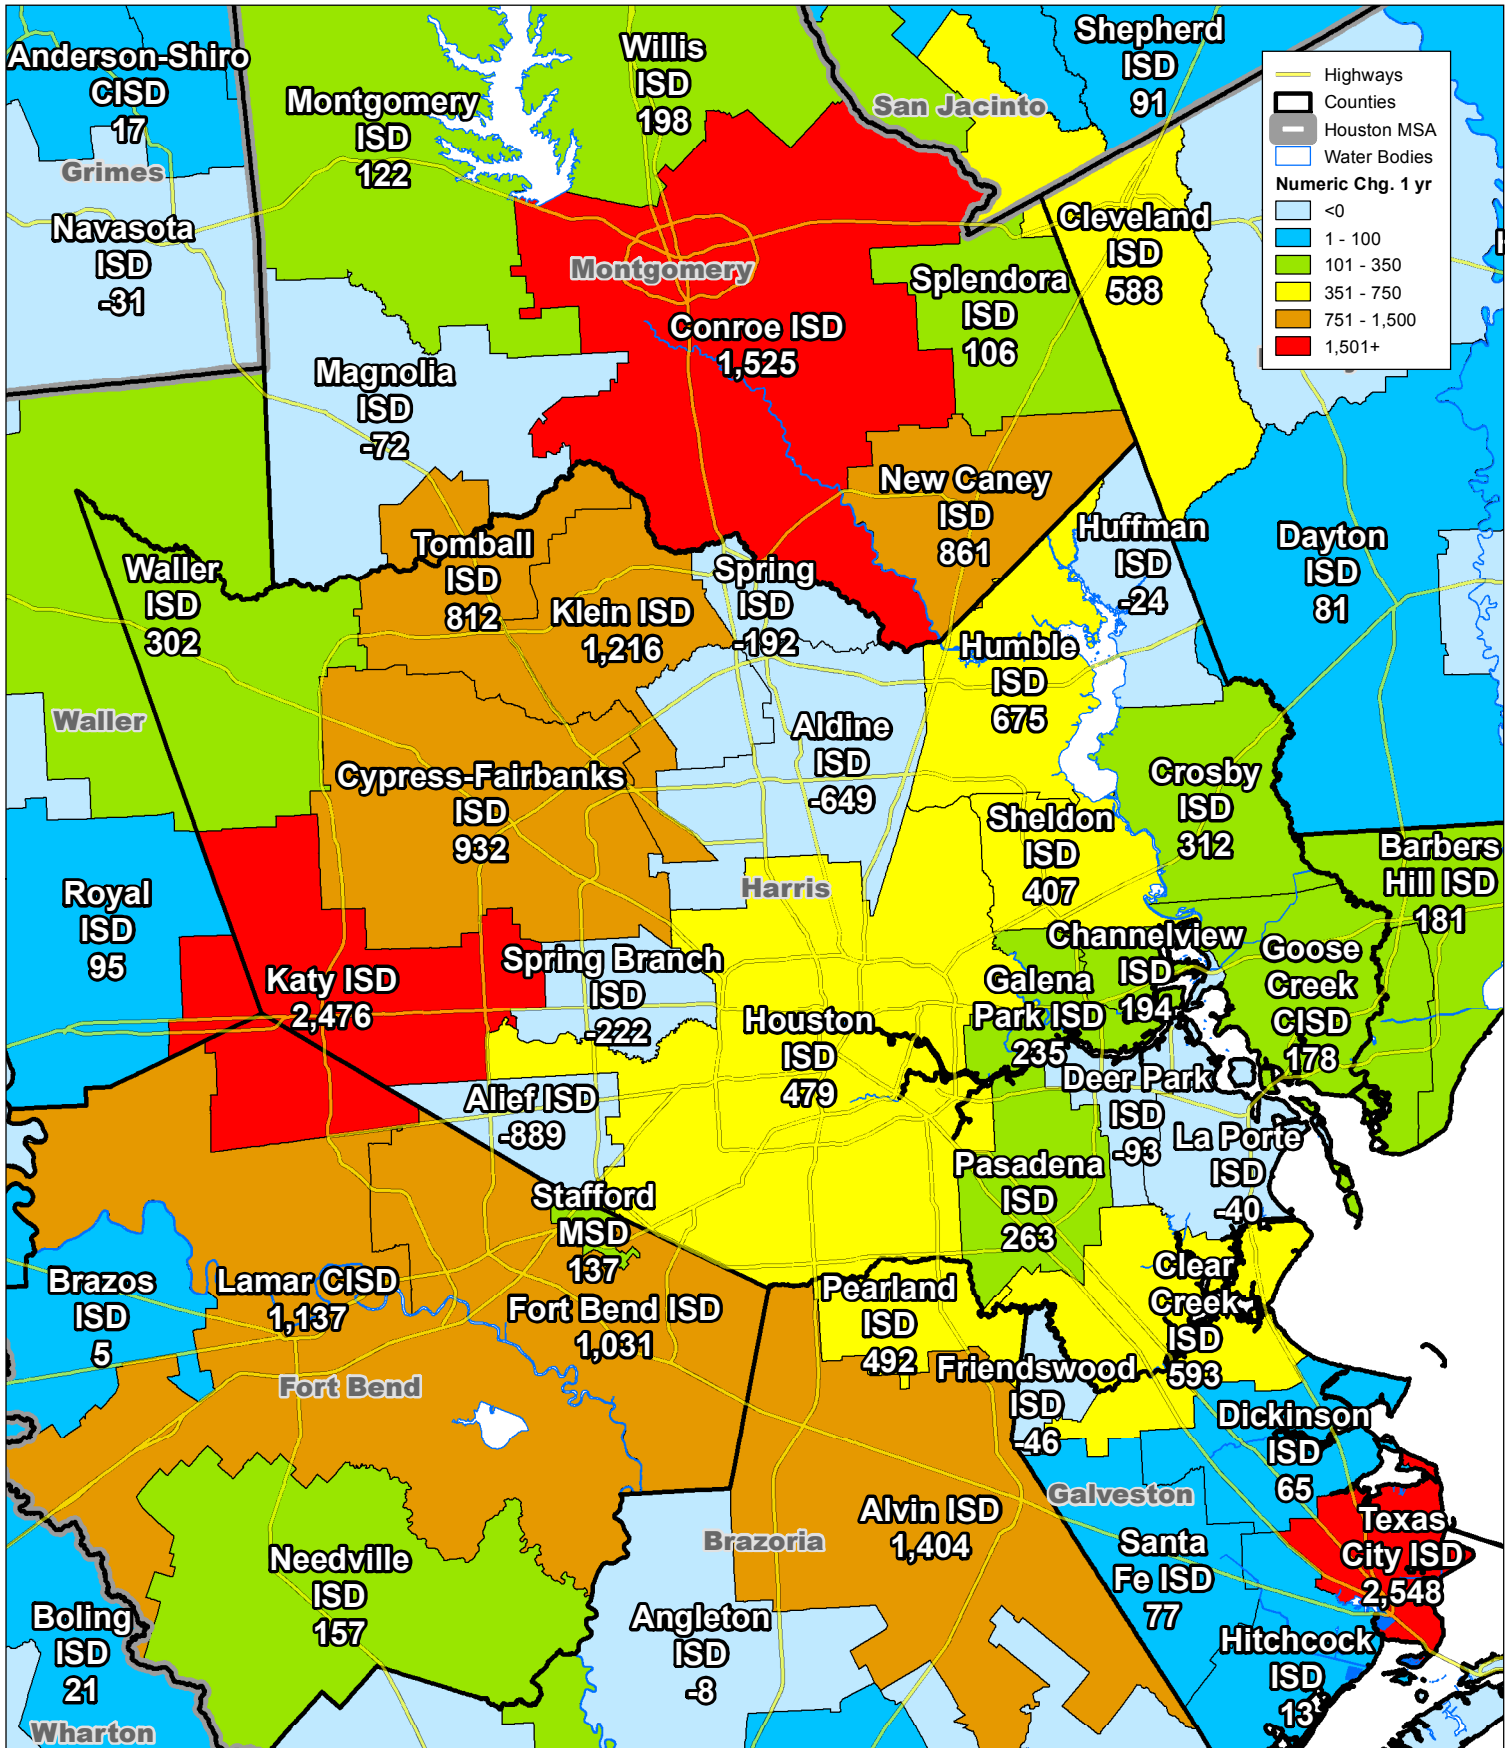 Anderson-Shiro
CISD
17
Grimes
Navasota
ISD
-31
Montgomery
ISD
122
Willis
ISD
198
San Jacinto
Shepherd
ISD
91
Highways
Counties
Houston MSA
Water Bodies
Numeric Chg. 1 yr
<0
1 - 100
101 - 350
351 - 750
751 - 1,500
1,501+
Cleveland
ISD
588
Montgomery
Splendora
ISD
106
Conroe ISD
1,525
Magnolia
ISD
-72
New Caney
ISD
861
Huffman
ISD
-24
Dayton
ISD
81
Waller
ISD
302
Tomball
ISD
812
Klein ISD
1,216
Spring
ISD
-192
Humble
ISD
675
Waller
Aldine
ISD
-649
Cypress-Fairbanks
ISD
932
Crosby
ISD
312
Sheldon
ISD
407
Barbers
Hill ISD
181
Harris
Royal
ISD
95
Katy ISD
2,476
Spring Branch
ISD
-222
Channelview
ISD
194
Galena
Park ISD
235
Goose
Creek
CISD
178
Houston
ISD
479
Alief ISD
-889
Deer Park
ISD
-93
La Porte
ISD
-40
Pasadena
ISD
263
Stafford
MSD
137
Brazos
ISD
5
Lamar CISD
1,137
Fort Bend ISD
1,031
Pearland
ISD
492
Clear
Creek
ISD
593
Fort Bend
Friendswood
ISD
-46
Dickinson
ISD
65
Galveston
Alvin ISD
1,404
Brazoria
Texas
City ISD
2,548
Santa
Fe ISD
77
Needville
ISD
157
Boling
ISD
21
Angleton
ISD
-8
Hitchcock
ISD
13
Wharton